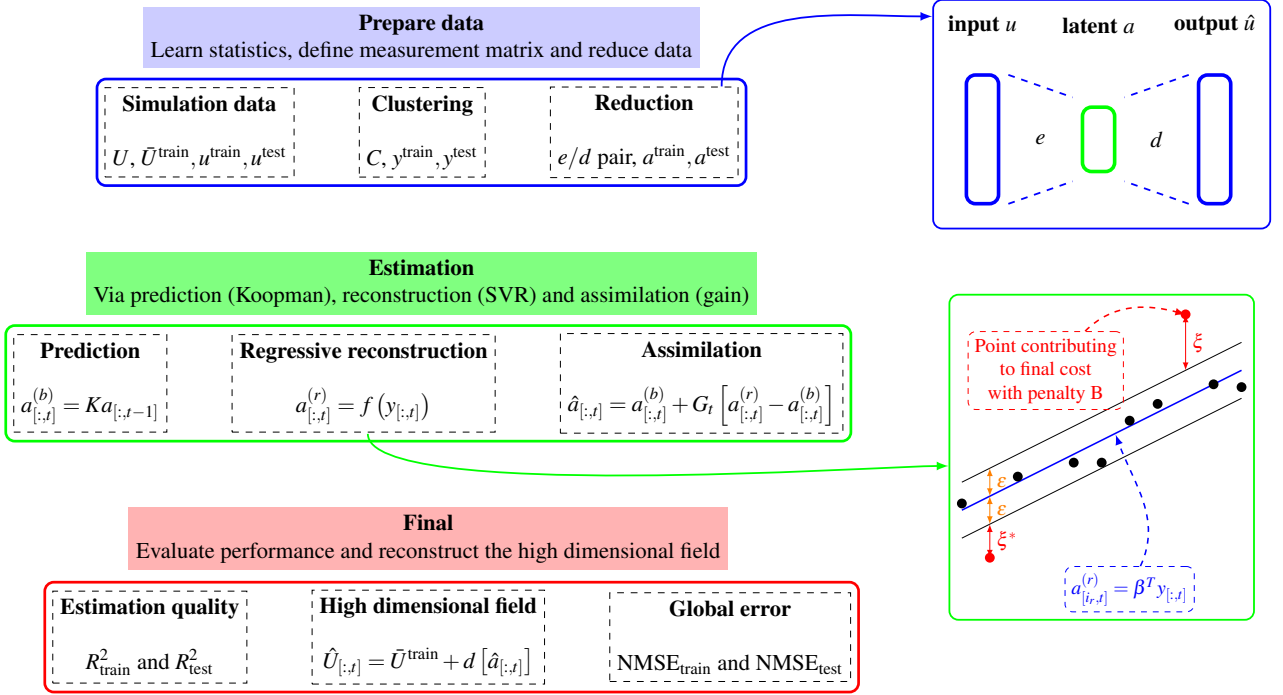 Prepare data
Learn statistics, define measurement matrix and reduce data
Simulation data
U, Ū^train, u^train, u^test
Clustering
C, y^train, y^test
Reduction
e/d pair, a^train, a^test
input u
latent a
output û
e
d
Estimation
Via prediction (Koopman), reconstruction (SVR) and assimilation (gain)
Prediction
a^(b)_[:,t] = Ka_[:,t−1]
Regressive reconstruction
a^(r)_[:,t] = f (y_[:,t])
Assimilation
â_[:,t] = a^(b)_[:,t] + G_t [a^(r)_[:,t] − a^(b)_[:,t]]
Point contributing
to final cost
with penalty B
ξ
ε
ε
ξ*
a^(r)_[i_r,t] = β^T y_[:,t]
Final
Evaluate performance and reconstruct the high dimensional field
Estimation quality
R²_train and R²_test
High dimensional field
Û_[:,t] = Ū^train + d [â_[:,t]]
Global error
NMSE_train and NMSE_test